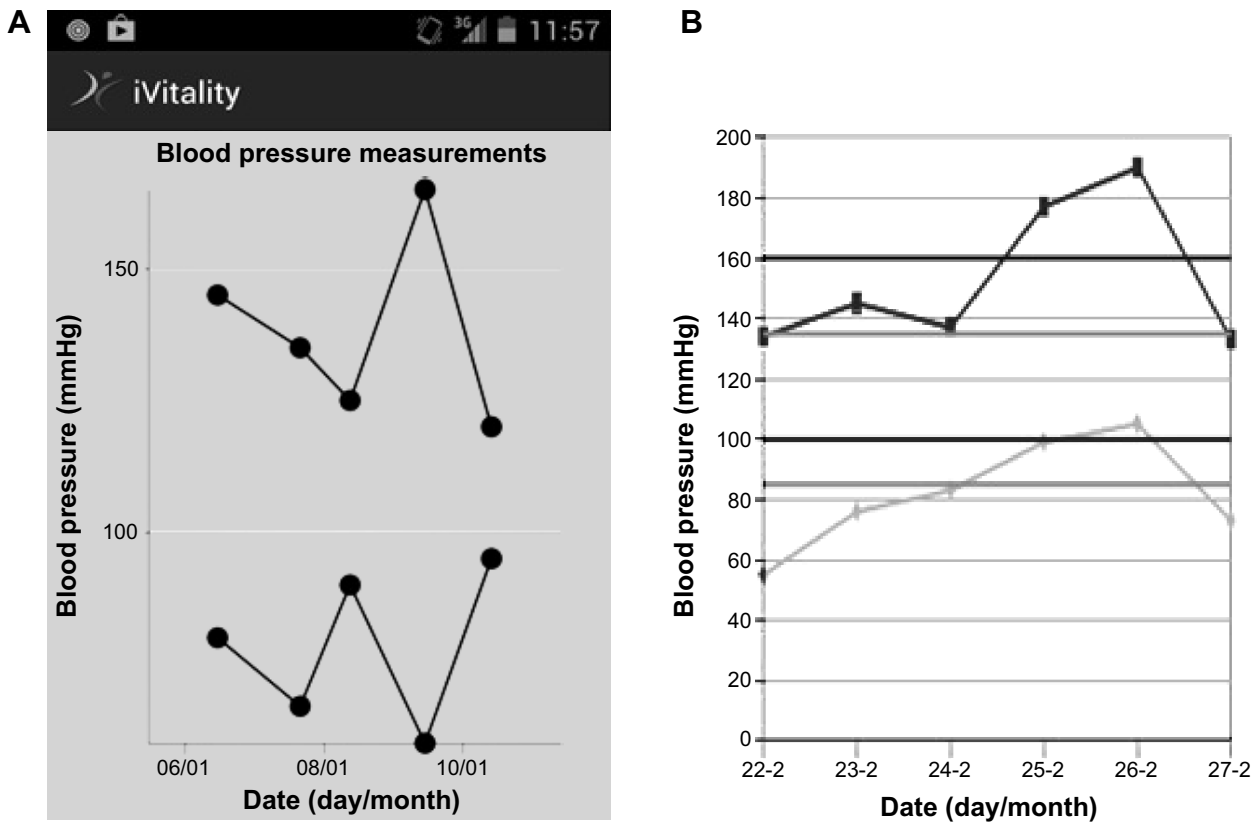 A
3G 11:57
iVitality
Blood pressure measurements
Blood pressure (mmHg)
150
100
06/01 08/01 10/01
Date (day/month)
B
Blood pressure (mmHg)
200
180
160
140
120
100
80
60
40
20
0
22-2 23-2 24-2 25-2 26-2 27-2
Date (day/month)